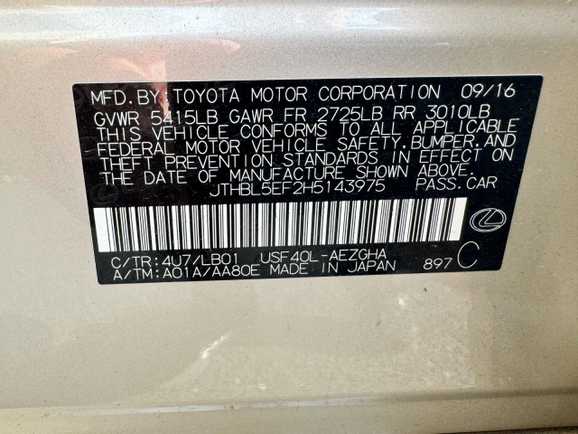 MFD.BY:TOYOTA MOTOR CORPORATION 09/16
GVWR 5415LB GAWR FR 2725LB RR 3010LB
THIS VEHICLE CONFORMS TO ALL APPLICABLE
FEDERAL MOTOR VEHICLE SAFETY,BUMPER,AND
THEFT PREVENTION STANDARDS IN EFFECT ON
THE DATE OF MANUFACTURE SHOWN ABOVE.
JTHBL5EF2H5143975 PASS.CAR
C/TR:4U7/LB01 USF40L-AEZGHA
A/TM:A01A/AA80E MADE IN JAPAN 897 C